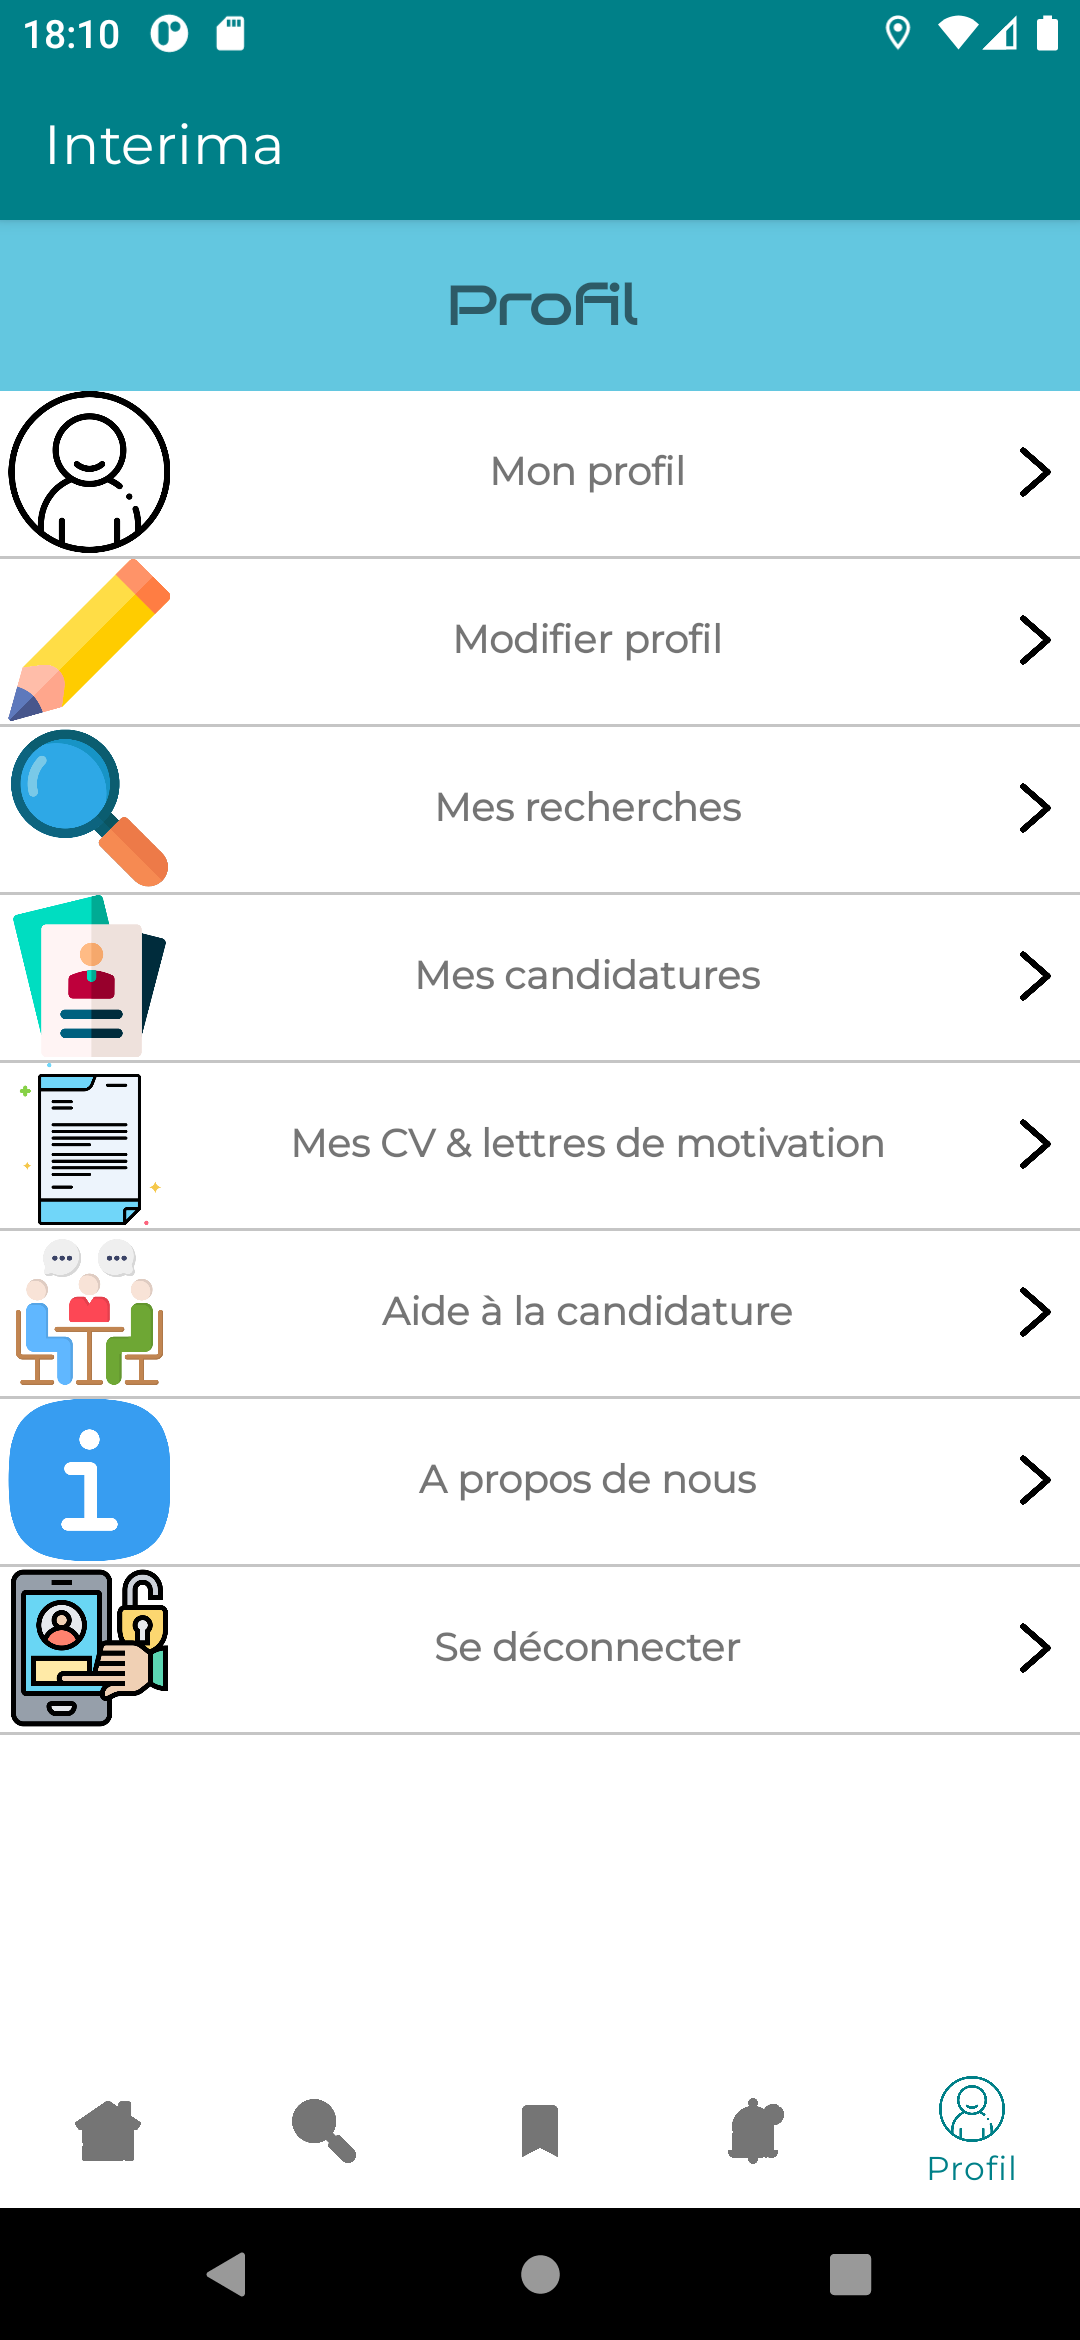 18:10
Interima
Profil
Mon profil
Modifier profil
Mes recherches
Mes candidatures
Mes CV & lettres de motivation
Aide à la candidature
A propos de nous
Se déconnecter
Profil